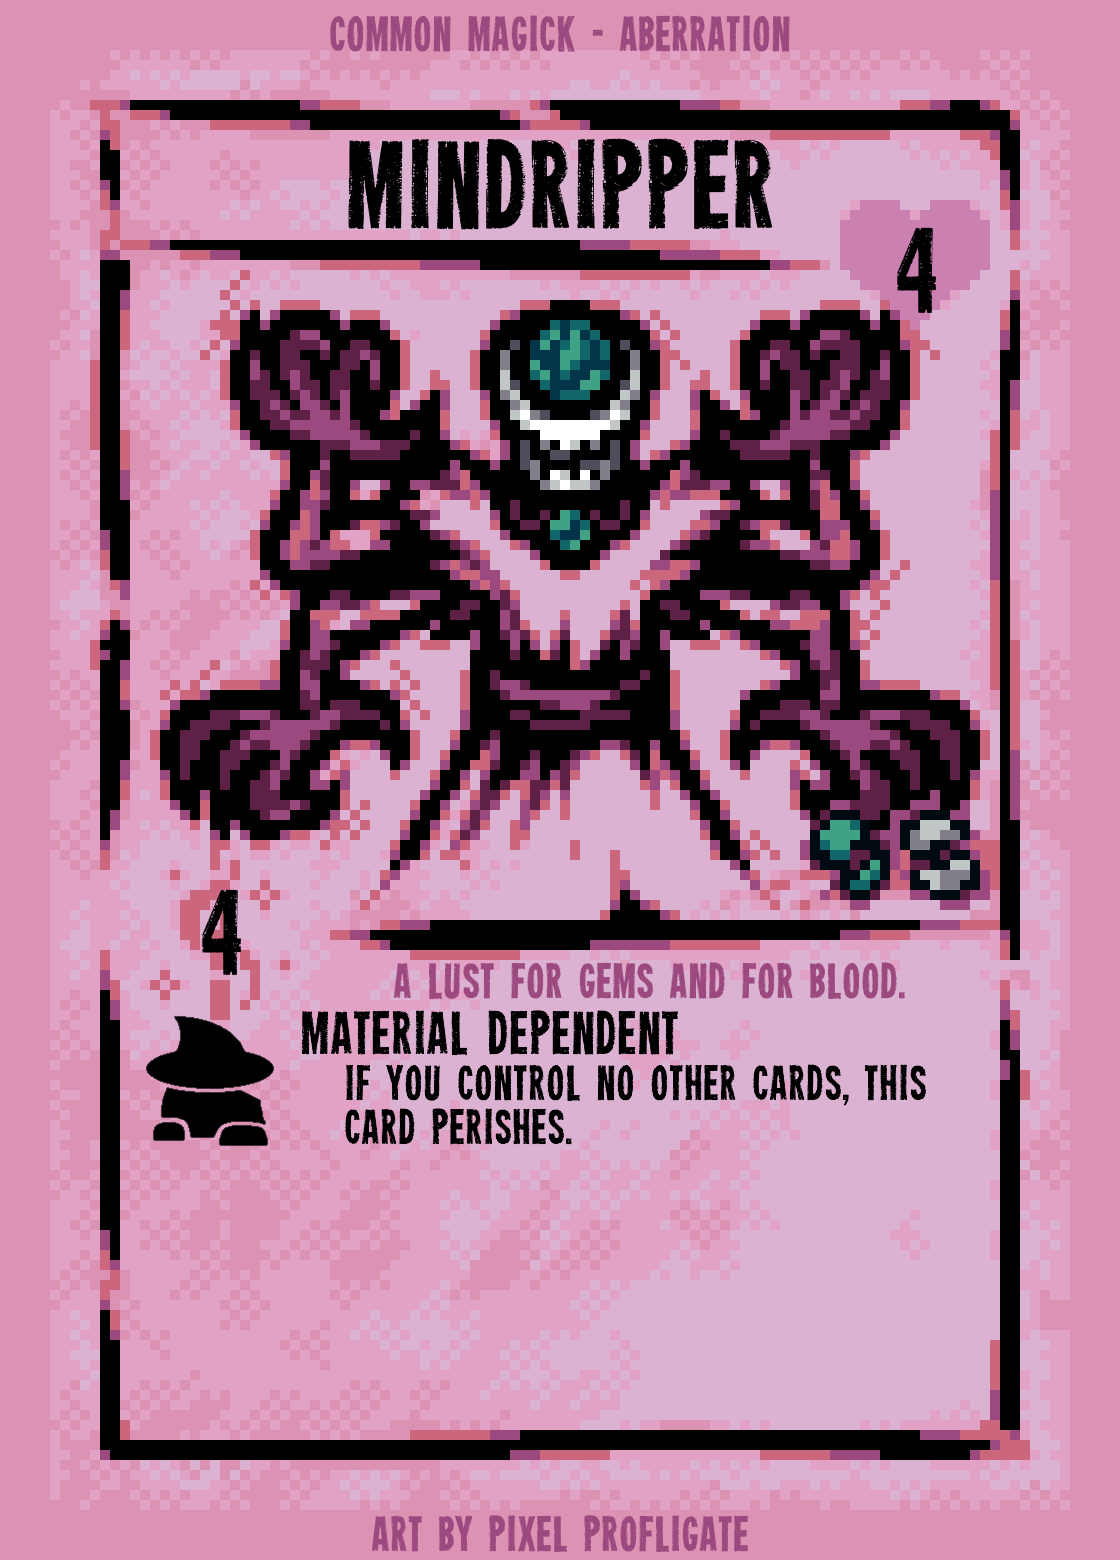 COMMON MAGICK - ABERRATION
MINDRIPPER
4
4
A LUST FOR GEMS AND FOR BLOOD.
MATERIAL DEPENDENT
IF YOU CONTROL NO OTHER CARDS, THIS
CARD PERISHES.
ART BY PIXEL PROFLIGATE